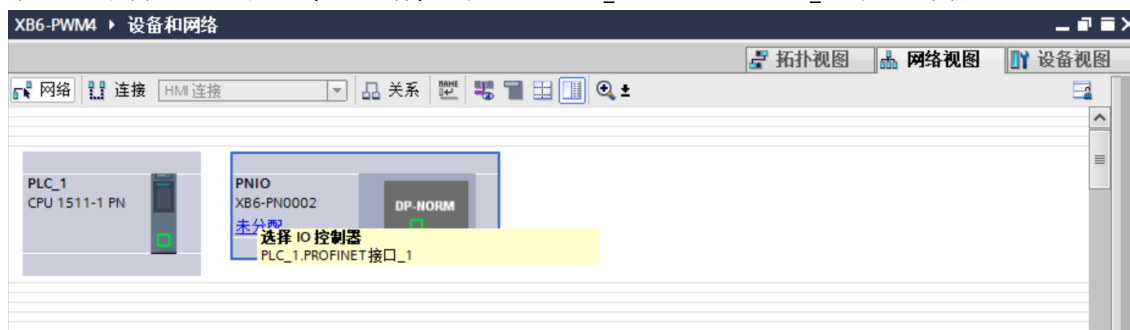 XB6-PWM4 ▸ 设备和网络
拓扑视图 网络视图 设备视图
网络 连接 HMI 连接 关系
PLC_1
CPU 1511-1 PN
PNIO
XB6-PN0002
未分配
DP-NORM
选择 IO 控制器
PLC_1.PROFINET接口_1